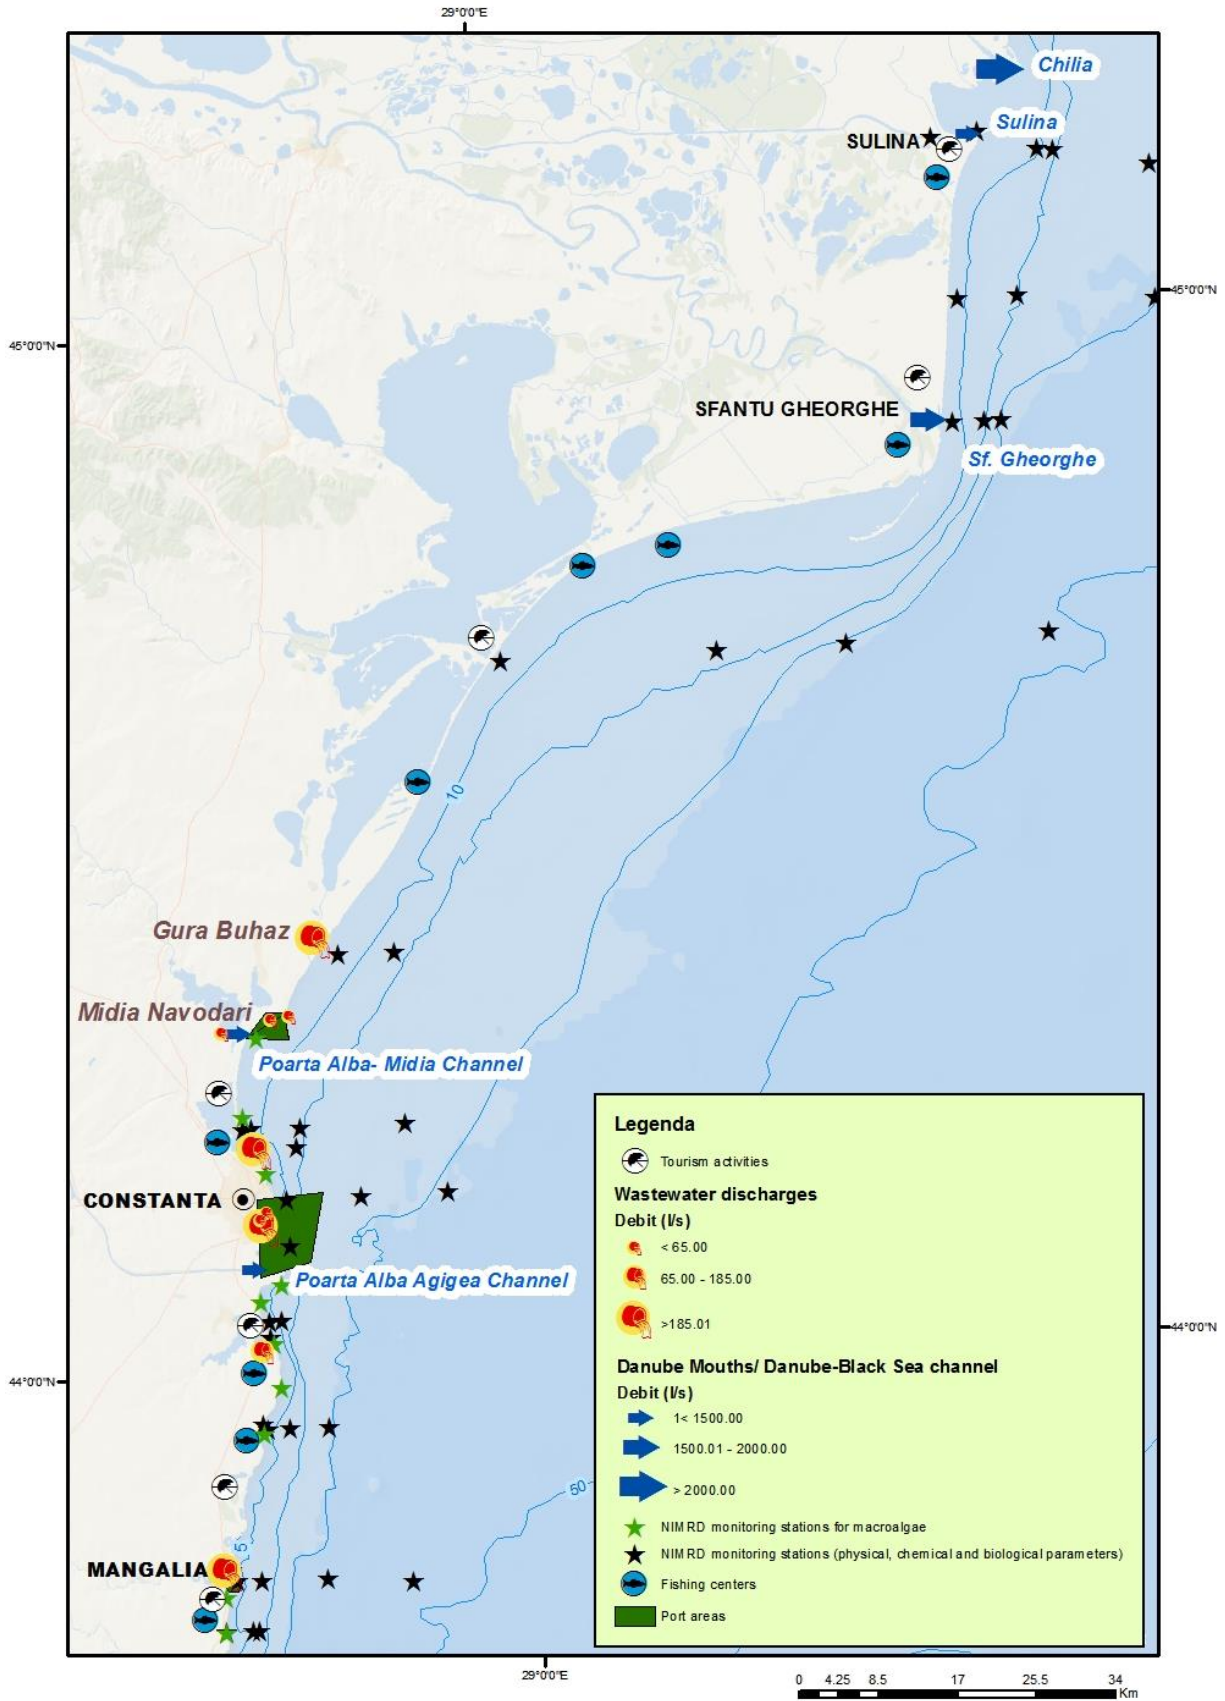 29°0'0"E
Chilia
Sulina
SULINA
45°0'0"N
45°0'0"N
SFANTU GHEORGHE
Sf. Gheorghe
10
Gura Buhaz
Midia Navodari
Poarta Alba- Midia Channel
CONSTANTA
Poarta Alba Agigea Channel
44°0'0"N
44°0'0"N
50
5
MANGALIA
Legenda
Tourism activities
Wastewater discharges
Debit (l/s)
< 65.00
65.00 - 185.00
>185.01
Danube Mouths/ Danube-Black Sea channel
Debit (l/s)
1< 1500.00
1500.01 - 2000.00
> 2000.00
NIMRD monitoring stations for macroalgae
NIMRD monitoring stations (physical, chemical and biological parameters)
Fishing centers
Port areas
29°0'0"E
0 4.25 8.5 17 25.5 34
Km